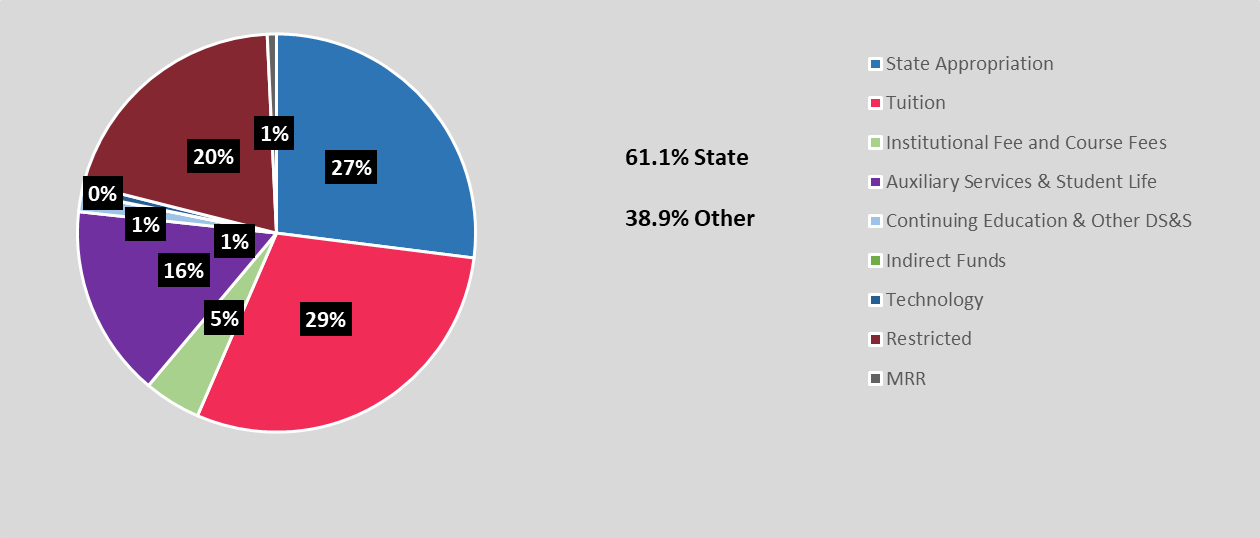 1%
20%
27%
0%
1%
1%
16%
5%
29%
61.1% State
38.9% Other
State Appropriation
Tuition
Institutional Fee and Course Fees
Auxiliary Services & Student Life
Continuing Education & Other DS&S
Indirect Funds
Technology
Restricted
MRR